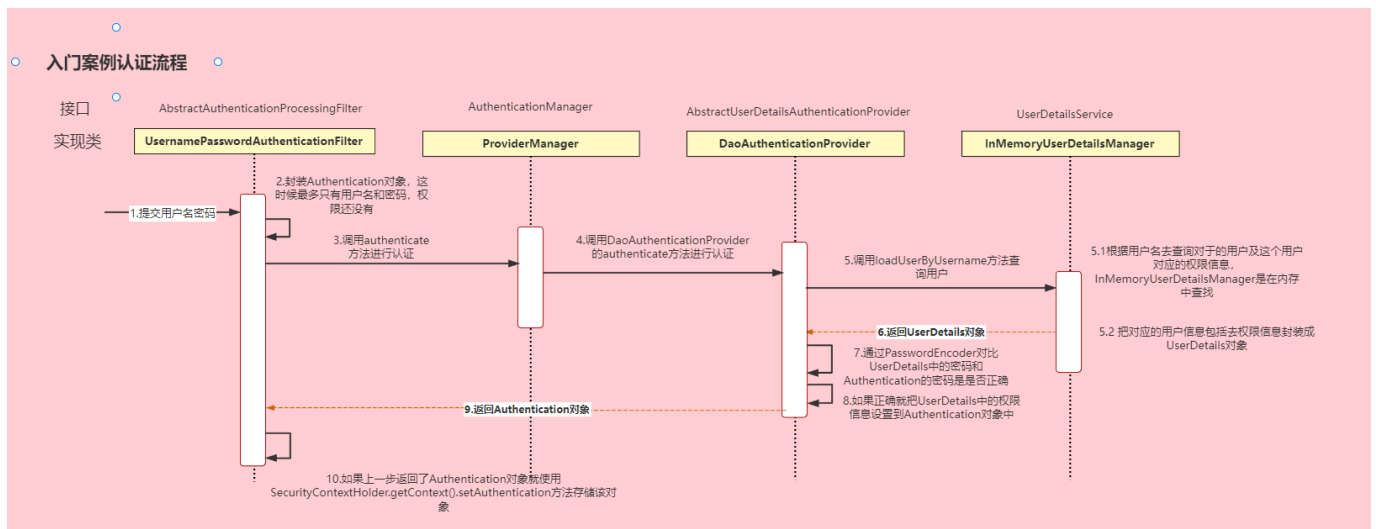 入门案例认证流程
接口
AbstractAuthenticationProcessingFilter
AuthenticationManager
AbstractUserDetailsAuthenticationProvider
UserDetailsService
实现类
UsernamePasswordAuthenticationFilter
ProviderManager
DaoAuthenticationProvider
InMemoryUserDetailsManager
1.提交用户名密码
2.封装Authentication对象，这
时候最多只有用户名和密码，权
限还没有
3.调用authenticate
方法进行认证
4.调用DaoAuthenticationProvider
的authenticate方法进行认证
5.调用loadUserByUsername方法查
询用户
5.1根据用户名去查询对于的用户及这个用户
对应的权限信息，
InMemoryUserDetailsManager是在内存
中查找
5.2 把对应的用户信息包括去权限信息封装成
UserDetails对象
6.返回UserDetails对象
7.通过PasswordEncoder对比
UserDetails中的密码和
Authentication的密码是是否正确
8.如果正确就把UserDetails中的权限
信息设置到Authentication对象中
9.返回Authentication对象
10.如果上一步返回了Authentication对象就使用
SecurityContextHolder.getContext().setAuthentication方法存储该对
象